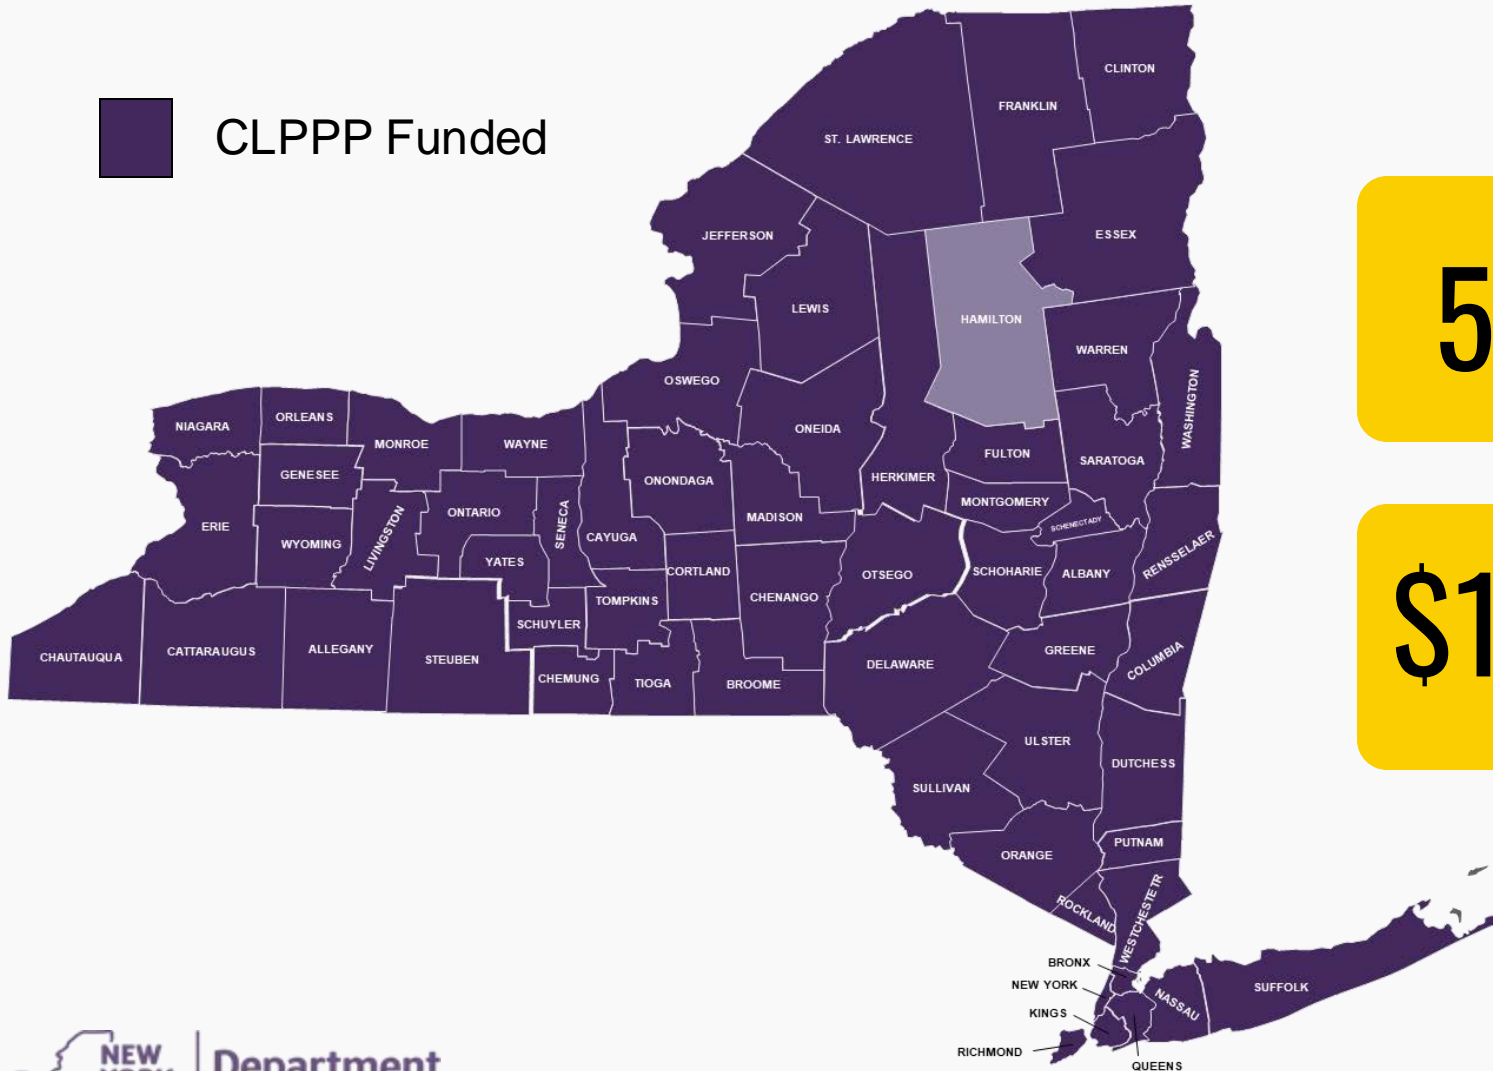 CLPPP Funded
CLINTON
FRANKLIN
ST. LAWRENCE
ESSEX
JEFFERSON
LEWIS
HAMILTON
WARREN
WASHINGTON
OSWEGO
ONEIDA
HERKIMER
FULTON
SARATOGA
NIAGARA
ORLEANS
MONROE
WAYNE
GENESEE
ONONDAGA
MADISON
MONTGOMERY
SCHENECTADY
ERIE
WYOMING
LIVINGSTON
ONTARIO
SENECA
CAYUGA
YATES
CORTLAND
CHENANGO
OTSEGO
SCHOHARIE
ALBANY
RENSSELAER
TOMPKINS
SCHUYLER
CHAUTAUQUA
CATTARAUGUS
ALLEGANY
STEUBEN
CHEMUNG
TIOGA
BROOME
DELAWARE
GREENE
COLUMBIA
ULSTER
DUTCHESS
SULLIVAN
PUTNAM
ORANGE
ROCKLAND
WESTCHESTETR
BRONX
NEW YORK
KINGS
RICHMOND
QUEENS
NASSAU
SUFFOLK
5
$1
NEW
Department